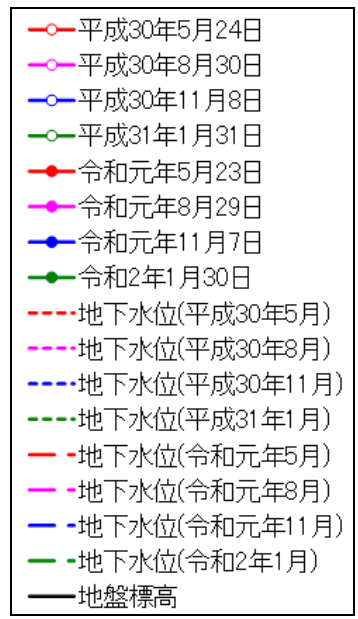 平成30年5月24日
平成30年8月30日
平成30年11月8日
平成31年1月31日
令和元年5月23日
令和元年8月29日
令和元年11月7日
令和2年1月30日
地下水位(平成30年5月)
地下水位(平成30年8月)
地下水位(平成30年11月)
地下水位(平成31年1月)
地下水位(令和元年5月)
地下水位(令和元年8月)
地下水位(令和元年11月)
地下水位(令和2年1月)
地盤標高